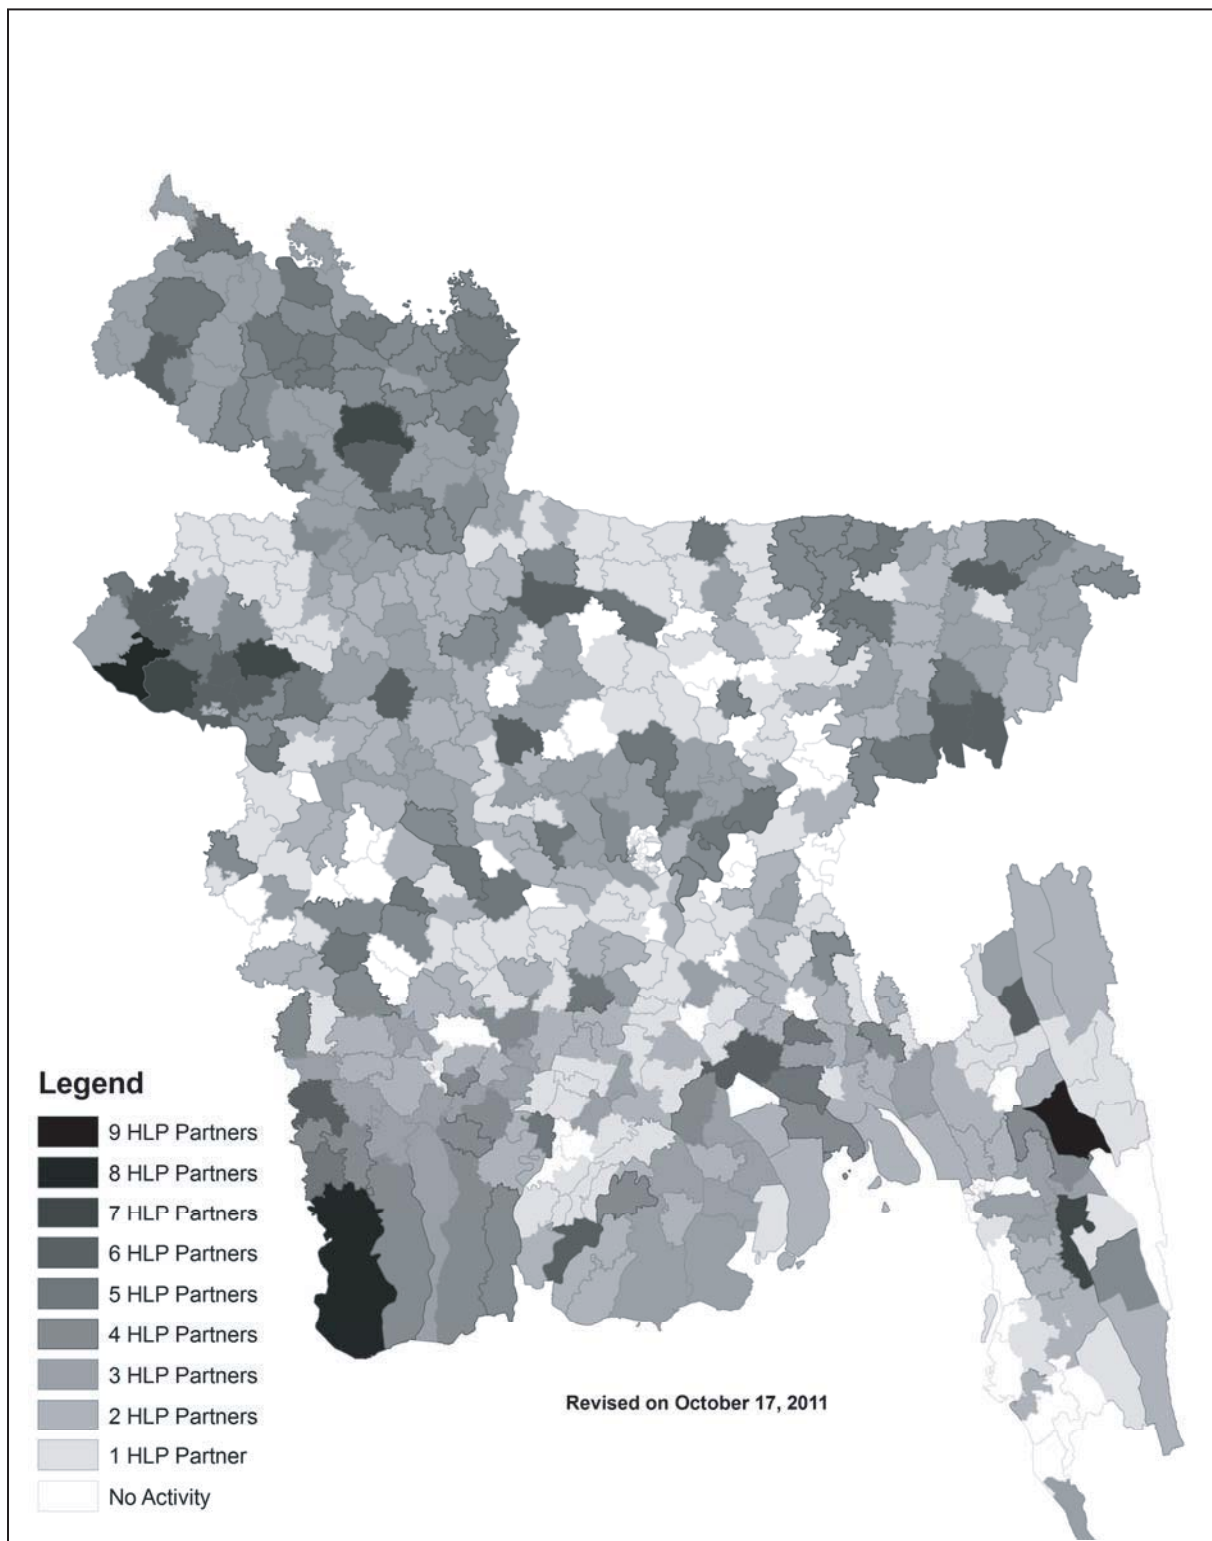 Legend
9 HLP Partners
8 HLP Partners
7 HLP Partners
6 HLP Partners
5 HLP Partners
4 HLP Partners
3 HLP Partners
2 HLP Partners
1 HLP Partner
No Activity
Revised on October 17, 2011